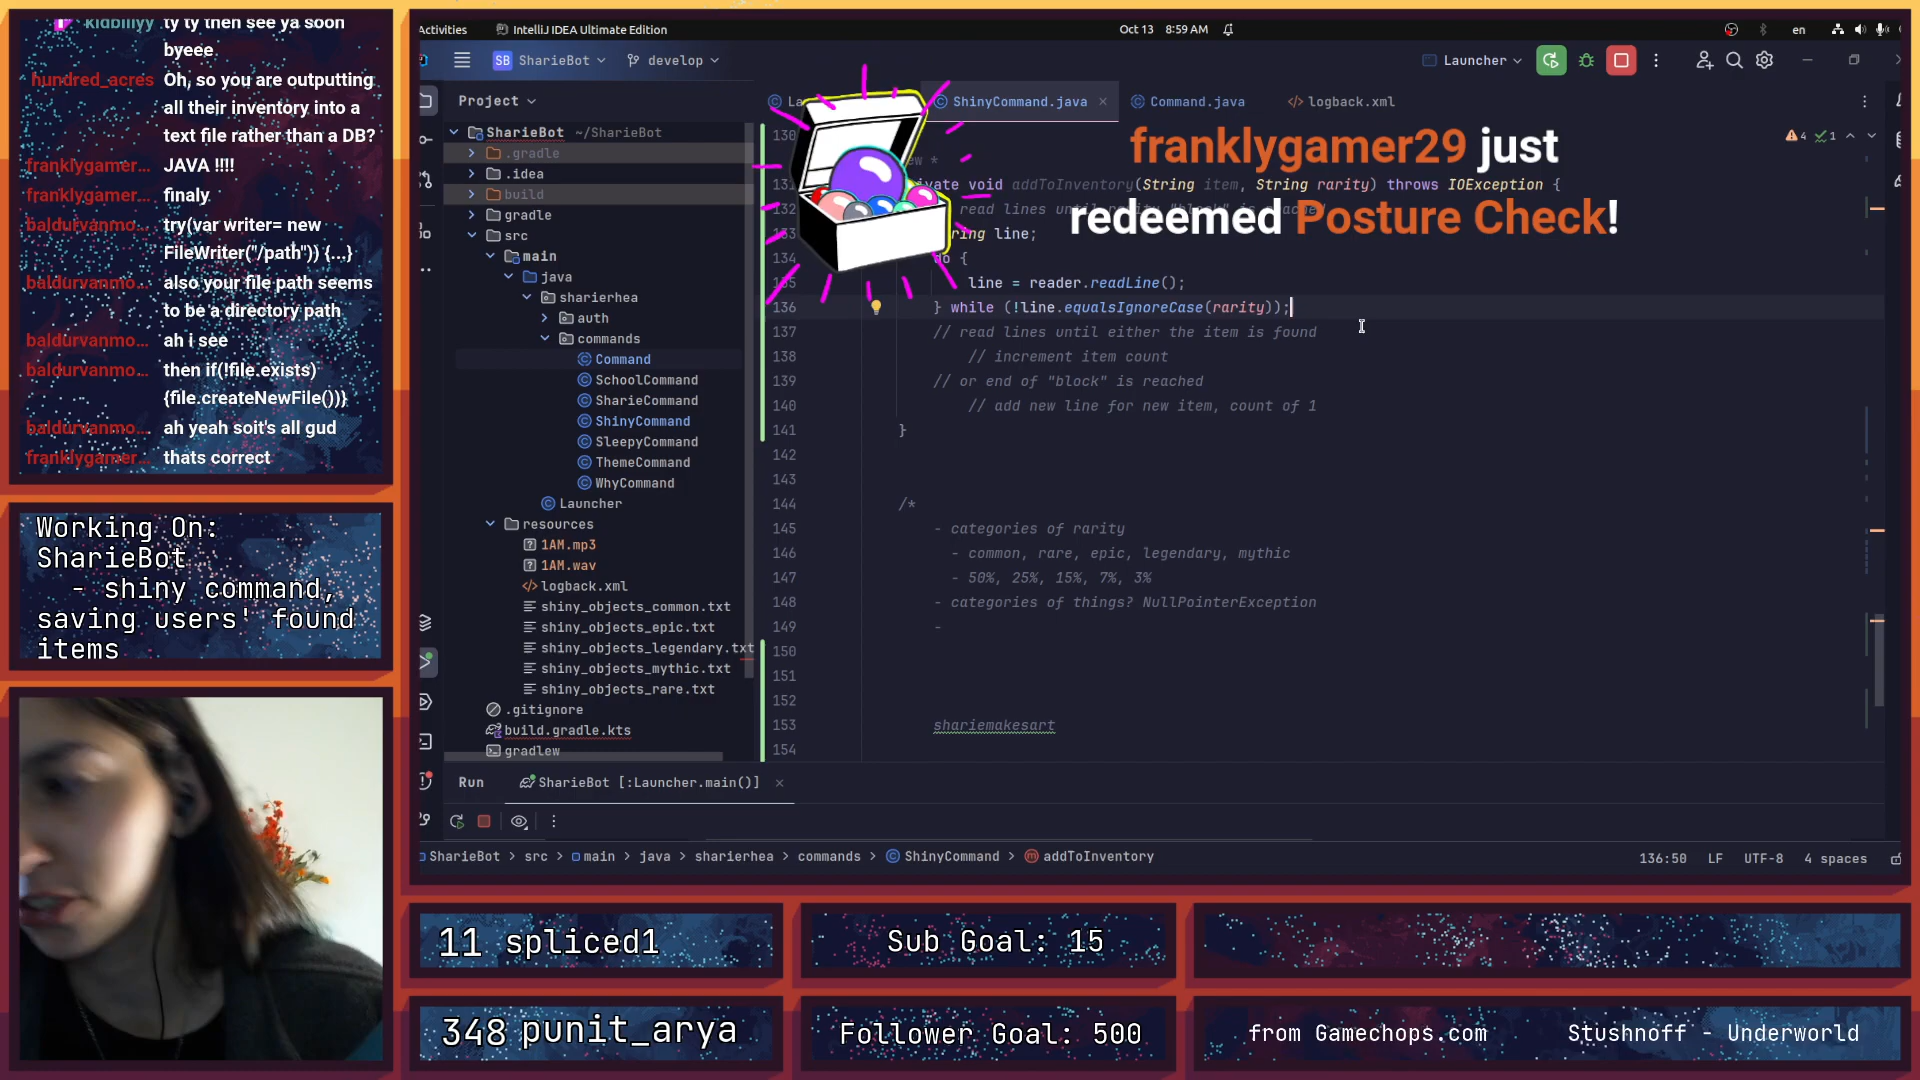 kidbillyy ty ty then see ya soon
byeee
hundred_acres Oh, so you are outputting
all their inventory into a
text file rather than a DB?
franklygamer... JAVA !!!!
franklygamer... finaly
baldurvanmo... try(var writer= new
FileWriter("/path")) {...}
baldurvanmo... also your file path seems
to be a directory path
baldurvanmo... ah i see
baldurvanmo... then if(!file.exists)
{file.createNewFile())}
baldurvanmo... ah yeah soit's all gud
franklygamer... thats correct
Working On:
SharieBot
- shiny command,
saving users' found
items
Activities
IntelliJ IDEA Ultimate Edition
Oct 13 8:59 AM
en
SB SharieBot
develop
Launcher
Project
ShinyCommand.java
Command.java
logback.xml
4
1
franklygamer29 just
redeemed Posture Check!
SharieBot ~/SharieBot
.gradle
.idea
build
gradle
src
main
java
sharierhea
auth
commands
Command
SchoolCommand
SharieCommand
ShinyCommand
SleepyCommand
ThemeCommand
WhyCommand
Launcher
resources
1AM.mp3
1AM.wav
logback.xml
shiny_objects_common.txt
shiny_objects_epic.txt
shiny_objects_legendary.txt
shiny_objects_mythic.txt
shiny_objects_rare.txt
.gitignore
build.gradle.kts
gradlew
void addToInventory(String item, String rarity) throws IOException {
line;
134
line = reader.readLine();
136 } while (!line.equalsIgnoreCase(rarity));
137 // read lines until either the item is found
138 // increment item count
139 // or end of "block" is reached
140 // add new line for new item, count of 1
141 }
142
143
144 /*
145 - categories of rarity
146 - common, rare, epic, legendary, mythic
147 - 50%, 25%, 15%, 7%, 3%
148 - categories of things? NullPointerException
149 -
150
151
152
153 shariemakesart
154
Run
SharieBot [:Launcher.main()]
SharieBot > src > main > java > sharierhea > commands > ShinyCommand > addToInventory
136:50 LF UTF-8 4 spaces
11 spliced1
Sub Goal: 15
348 punit_arya
Follower Goal: 500
from Gamechops.com
Stushnoff - Underworld